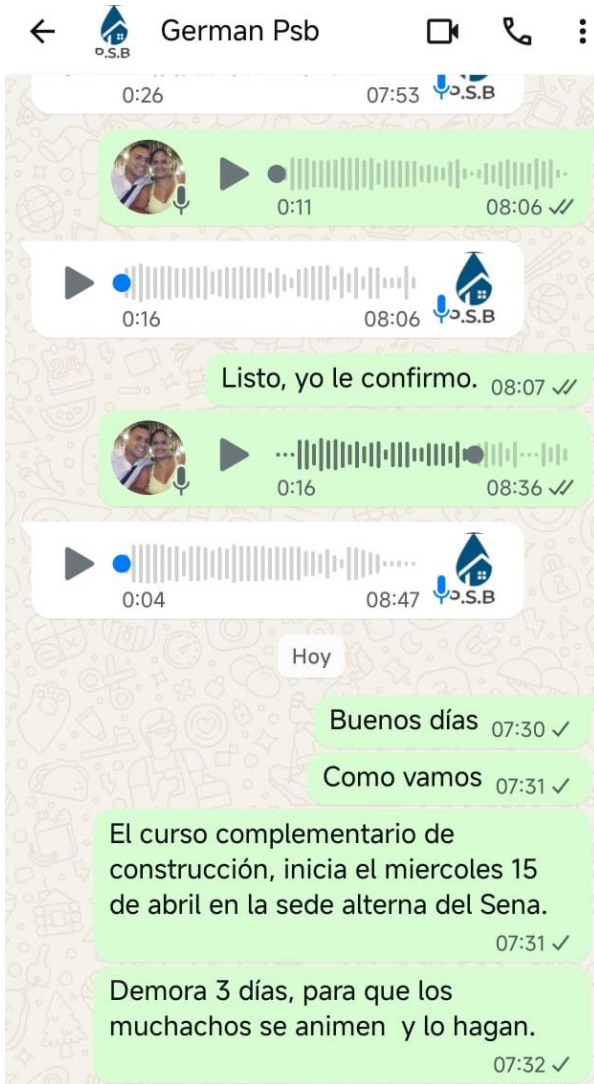 German Psb
P.S.B
0:26 07:53
P.S.B
0:11 08:06
0:16 08:06
P.S.B
Listo, yo le confirmo. 08:07
0:16 08:36
0:04 08:47
P.S.B
Hoy
Buenos días 07:30
Como vamos 07:31
El curso complementario de
construcción, inicia el miercoles 15
de abril en la sede alterna del Sena.
07:31
Demora 3 días, para que los
muchachos se animen y lo hagan.
07:32